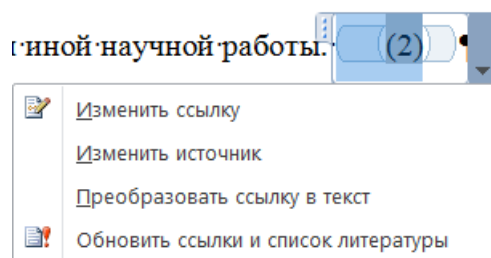 иной·научной·работы.· (2) ¶
Изменить ссылку
Изменить источник
Преобразовать ссылку в текст
Обновить ссылки и список литературы